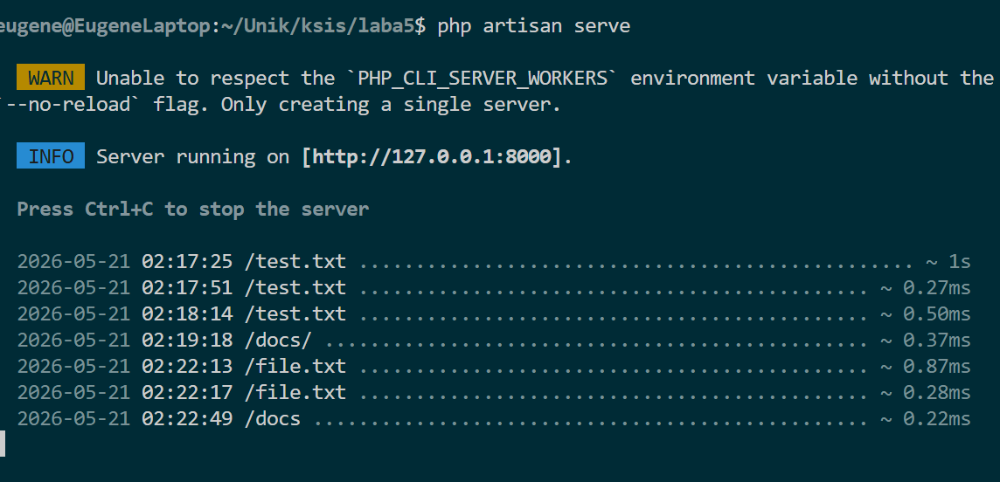 eugene@EugeneLaptop:~/Unik/ksis/laba5$ php artisan serve
WARN Unable to respect the `PHP_CLI_SERVER_WORKERS` environment variable without the
`--no-reload` flag. Only creating a single server.
INFO Server running on [http://127.0.0.1:8000].
Press Ctrl+C to stop the server
2026-05-21 02:17:25 /test.txt ................................................. ~ 1s
2026-05-21 02:17:51 /test.txt ............................................. ~ 0.27ms
2026-05-21 02:18:14 /test.txt ............................................. ~ 0.50ms
2026-05-21 02:19:18 /docs/ ................................................ ~ 0.37ms
2026-05-21 02:22:13 /file.txt ............................................. ~ 0.87ms
2026-05-21 02:22:17 /file.txt ............................................. ~ 0.28ms
2026-05-21 02:22:49 /docs ................................................. ~ 0.22ms